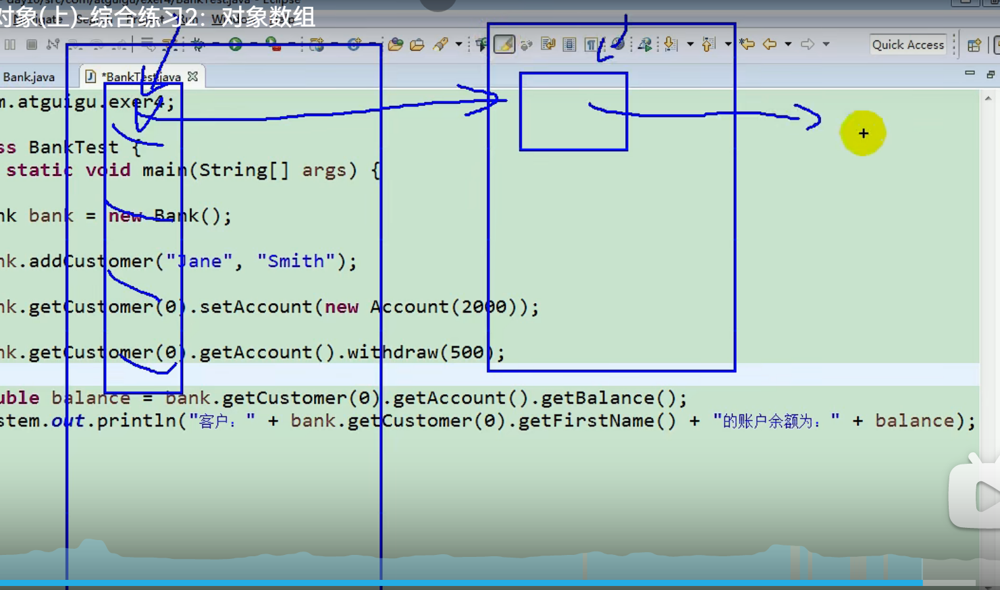 对象(上)-综合练习2：对象数组
Quick Access
Bank.java
*BankTest.java
m.atguigu.exer4;
ss BankTest {
static void main(String[] args) {
nk bank = new Bank();
nk.addCustomer("Jane", "Smith");
nk.getCustomer(0).setAccount(new Account(2000));
nk.getCustomer(0).getAccount().withdraw(500);
uble balance = bank.getCustomer(0).getAccount().getBalance();
stem.out.println("客户：" + bank.getCustomer(0).getFirstName() + "的账户余额为：" + balance);